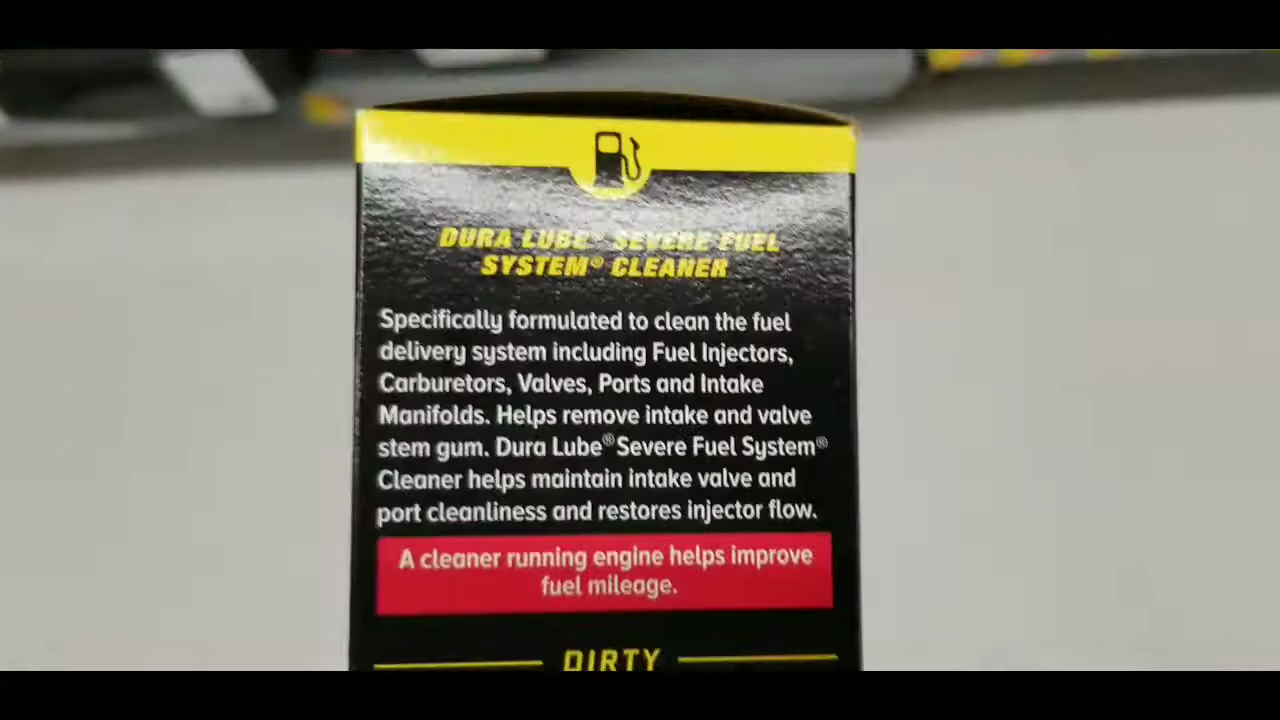 DURA LUBE® SEVERE FUEL
SYSTEM® CLEANER
Specifically formulated to clean the fuel
delivery system including Fuel Injectors,
Carburetors, Valves, Ports and Intake
Manifolds. Helps remove intake and valve
stem gum. Dura Lube® Severe Fuel System®
Cleaner helps maintain intake valve and
port cleanliness and restores injector flow.
A cleaner running engine helps improve
fuel mileage.
DIRTY